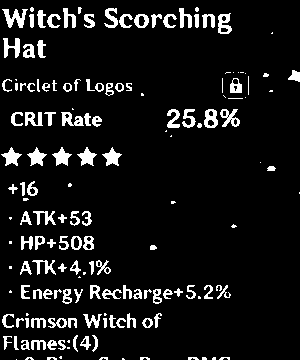 Witch's Scorching
Hat
Circlet of Logos
CRIT Rate 25.8%
+16
· ATK+53
· HP+508
· ATK+4.1%
· Energy Recharge+5.2%
Crimson Witch of
Flames:(4)